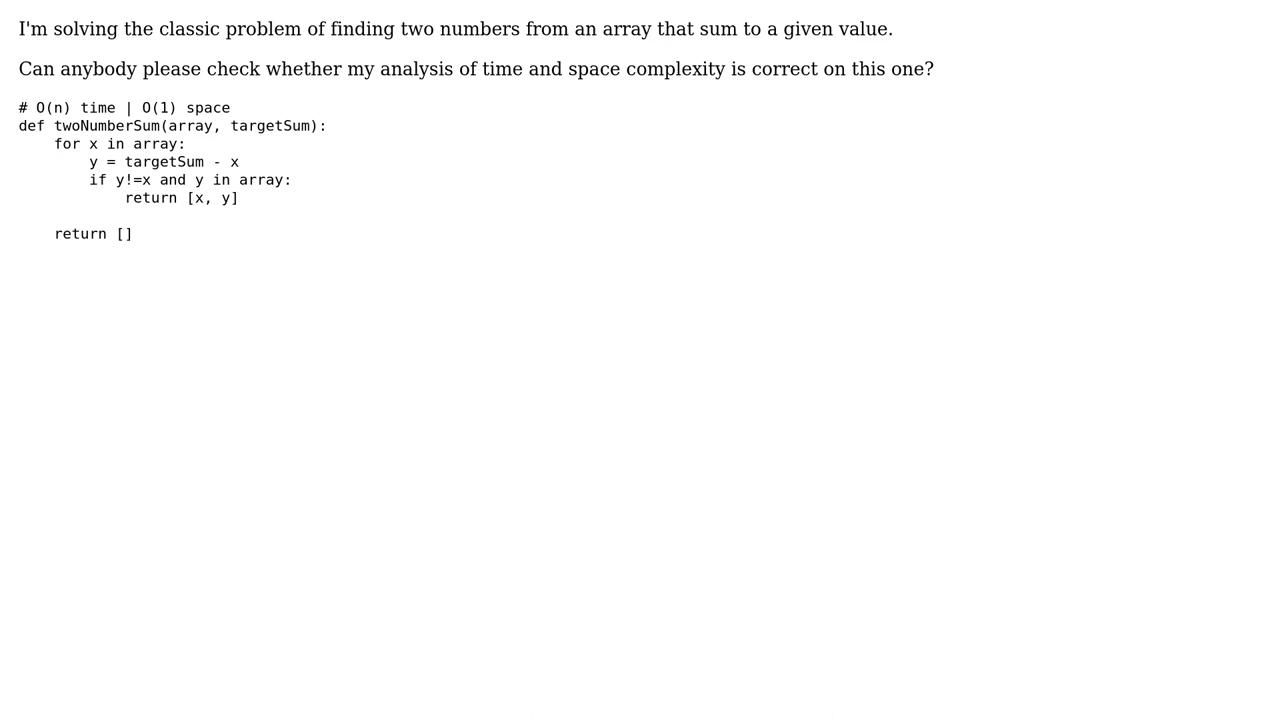 I'm solving the classic problem of finding two numbers from an array that sum to a given value.
Can anybody please check whether my analysis of time and space complexity is correct on this one?
# O(n) time | O(1) space
def twoNumberSum(array, targetSum):
    for x in array:
        y = targetSum - x
        if y!=x and y in array:
            return [x, y]
    return []